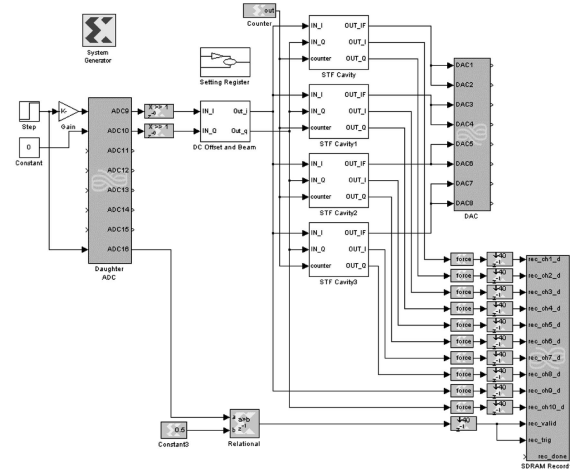 out
Counter
System
Generator
Setting Register
Step
K-
Gain
0
Constant
ADC9
ADC10
ADC11
ADC12
ADC13
ADC14
ADC15
ADC16
Daughter
ADC
X >> 1
X >> 1
IN_I
Out_i
IN_Q
Out_q
DC Offset and Beam
IN_I
OUT_IF
IN_Q
OUT_I
counter
OUT_Q
STF Cavity
IN_I
OUT_IF
IN_Q
OUT_I
counter
OUT_Q
STF Cavity1
IN_I
OUT_IF
IN_Q
OUT_I
counter
OUT_Q
STF Cavity2
IN_I
OUT_IF
IN_Q
OUT_I
counter
OUT_Q
STF Cavity3
DAC1
DAC2
DAC3
DAC4
DAC5
DAC6
DAC7
DAC8
DAC
force
rec_ch1_d
force
rec_ch2_d
force
rec_ch3_d
force
rec_ch4_d
force
rec_ch5_d
force
rec_ch6_d
force
rec_ch7_d
force
rec_ch8_d
force
rec_ch9_d
force
rec_ch10_d
rec_valid
rec_trig
rec_done
SDRAM Record
0.5
Constant3
a
b
a>b
z-1
Relational